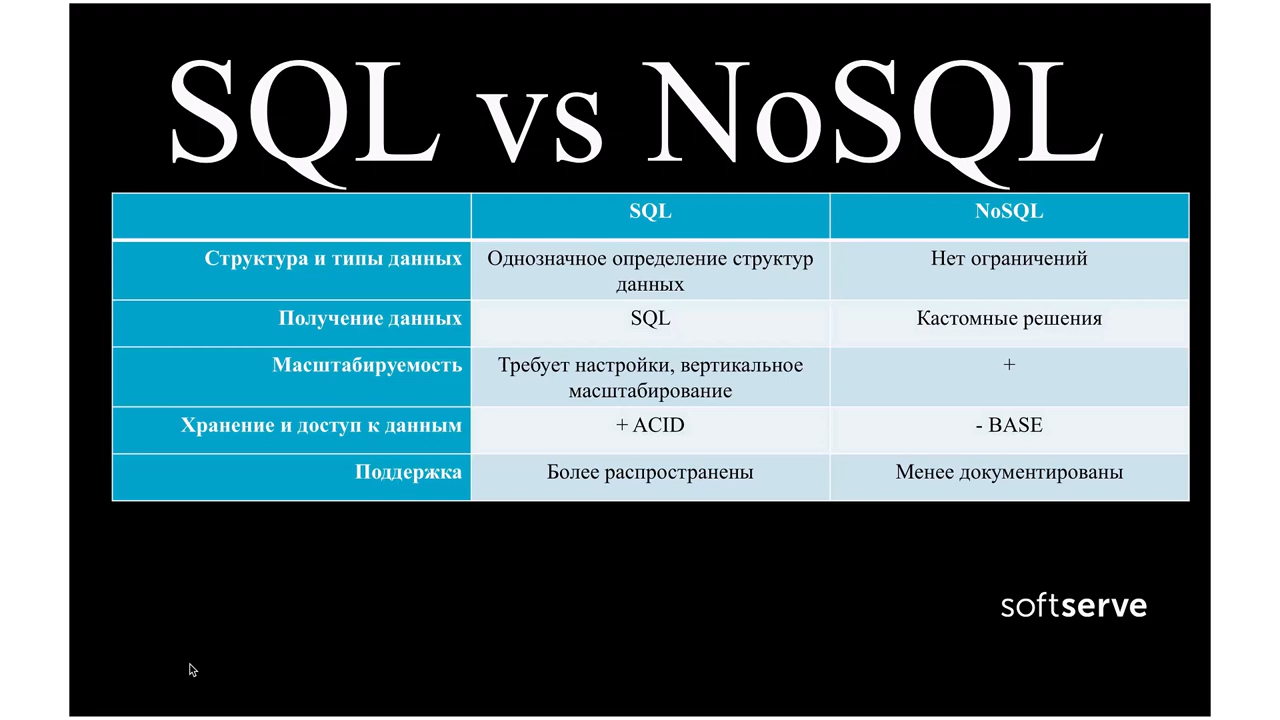 SQL vs NoSQL
SQL
NoSQL
Структура и типы данных
Однозначное определение структур
данных
Нет ограничений
Получение данных
SQL
Кастомные решения
Масштабируемость
Требует настройки, вертикальное
масштабирование
+
Хранение и доступ к данным
+ ACID
- BASE
Поддержка
Более распространены
Менее документированы
softserve